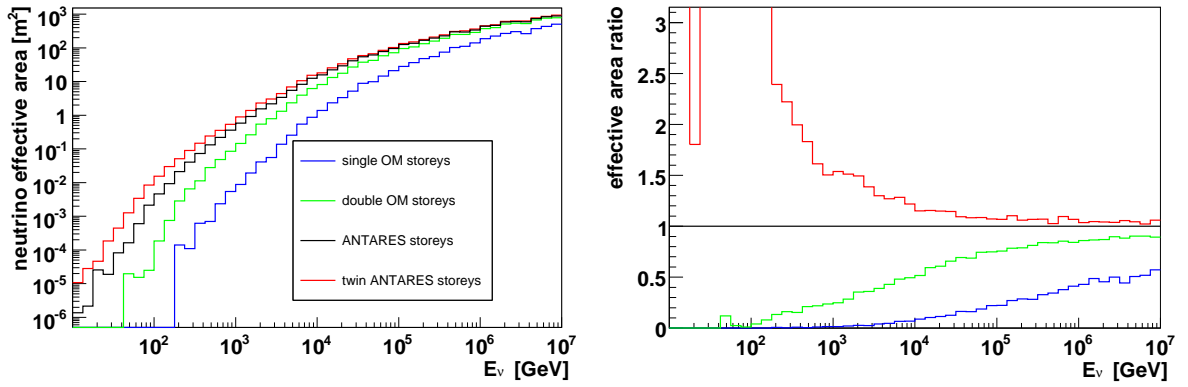 neutrino effective area [m²]
10³
10²
10
1
10⁻¹
10⁻²
10⁻³
10⁻⁴
10⁻⁵
10⁻⁶
single OM storeys
double OM storeys
ANTARES storeys
twin ANTARES storeys
10² 10³ 10⁴ 10⁵ 10⁶ 10⁷
Eν [GeV]
effective area ratio
3
2.5
2
1.5
1
1
0.5
0
10² 10³ 10⁴ 10⁵ 10⁶ 10⁷
Eν [GeV]